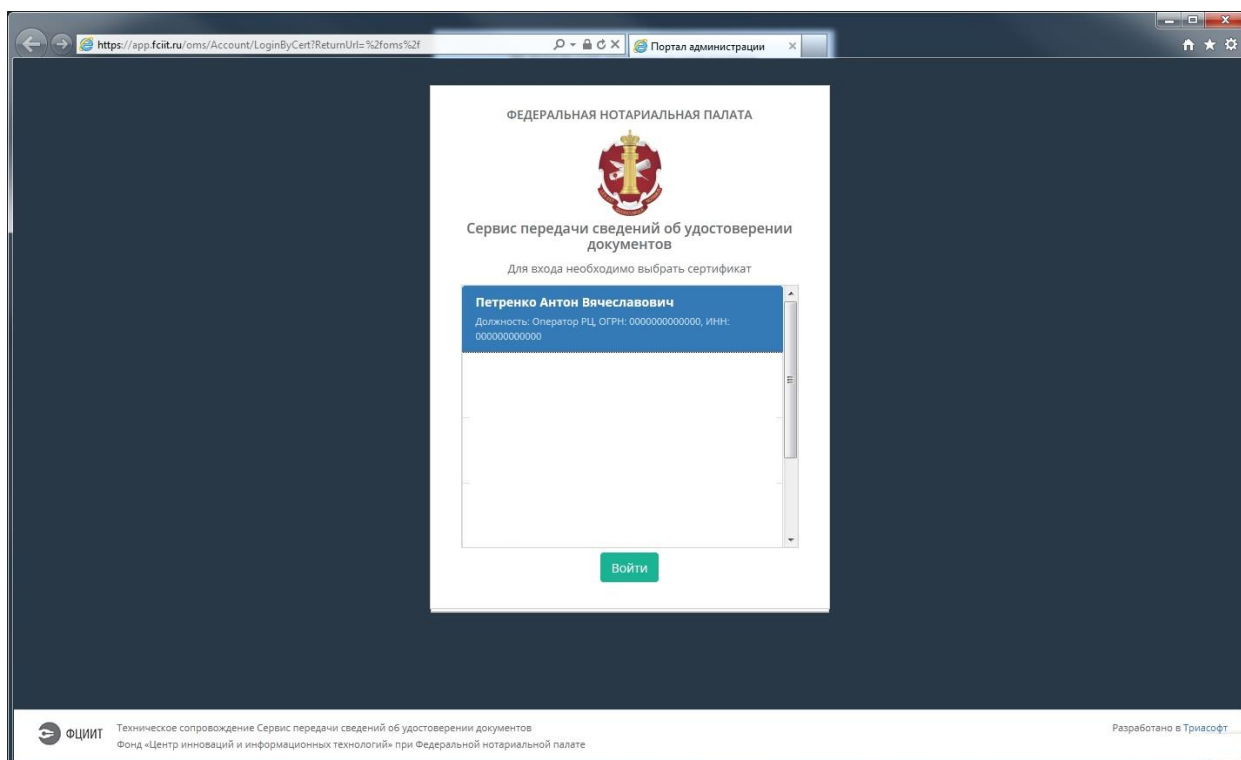 https://app.fciit.ru/oms/Account/LoginByCert?ReturnUrl=%2foms%2f
Портал администрации
ФЕДЕРАЛЬНАЯ НОТАРИАЛЬНАЯ ПАЛАТА
Сервис передачи сведений об удостоверении
документов
Для входа необходимо выбрать сертификат
Петренко Антон Вячеславович
Должность: Оператор РЦ, ОГРН: 0000000000000, ИНН:
000000000000
Войти
ФЦИИТ
Техническое сопровождение Сервис передачи сведений об удостоверении документов
Фонд «Центр инноваций и информационных технологий» при Федеральной нотариальной палате
Разработано в Триасофт